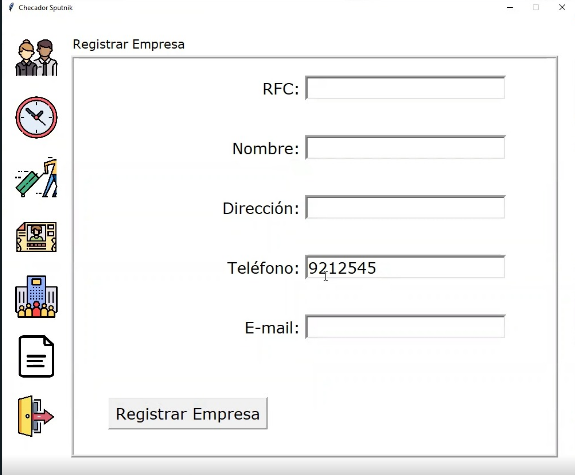 Checador Sputnik
Registrar Empresa
RFC:
Nombre:
Dirección:
Teléfono: 9212545
E-mail:
Registrar Empresa